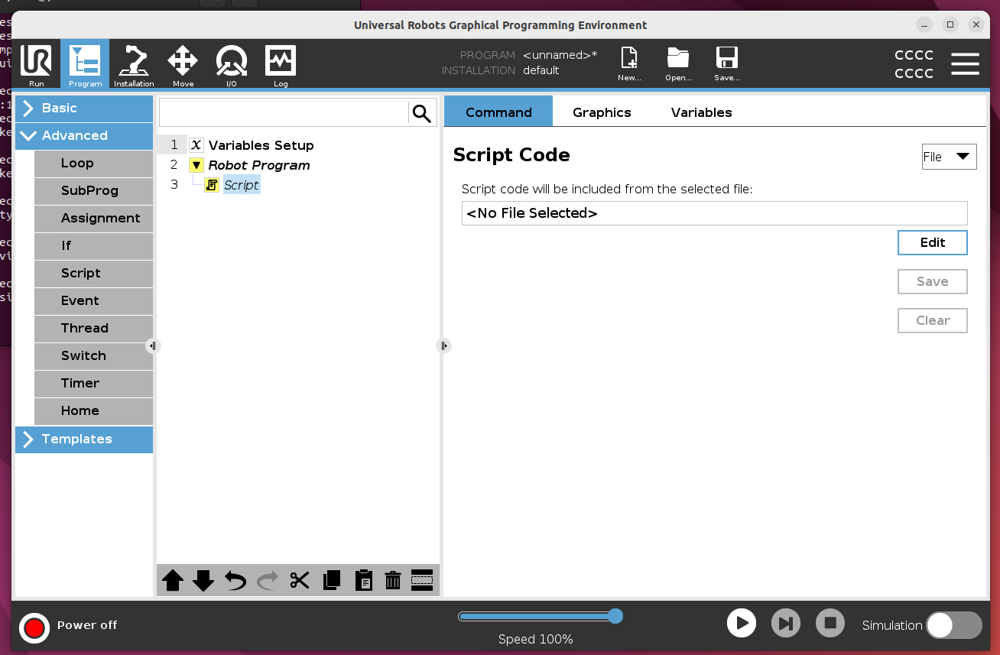 Universal Robots Graphical Programming Environment
Run
Program
Installation
Move
I/O
Log
PROGRAM <unnamed>*
INSTALLATION default
New...
Open...
Save...
CCCC
CCCC
Basic
Advanced
Loop
SubProg
Assignment
If
Script
Event
Thread
Switch
Timer
Home
Templates
1 X Variables Setup
2 Robot Program
3 Script
Command
Graphics
Variables
Script Code
File
Script code will be included from the selected file:
<No File Selected>
Edit
Save
Clear
Power off
Speed 100%
Simulation